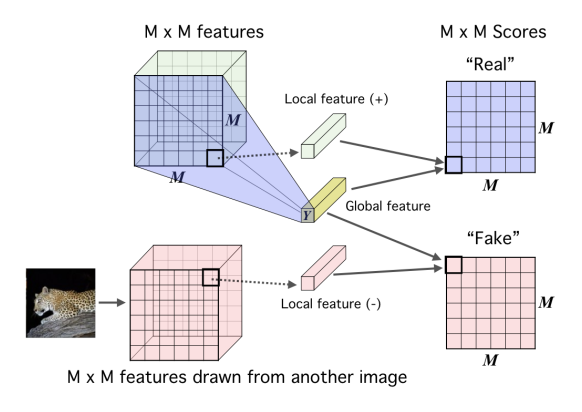 M x M features
M x M Scores
“Real”
Local feature (+)
M
M
M
M
Y
Global feature
“Fake”
Local feature (-)
M
M
M x M features drawn from another image